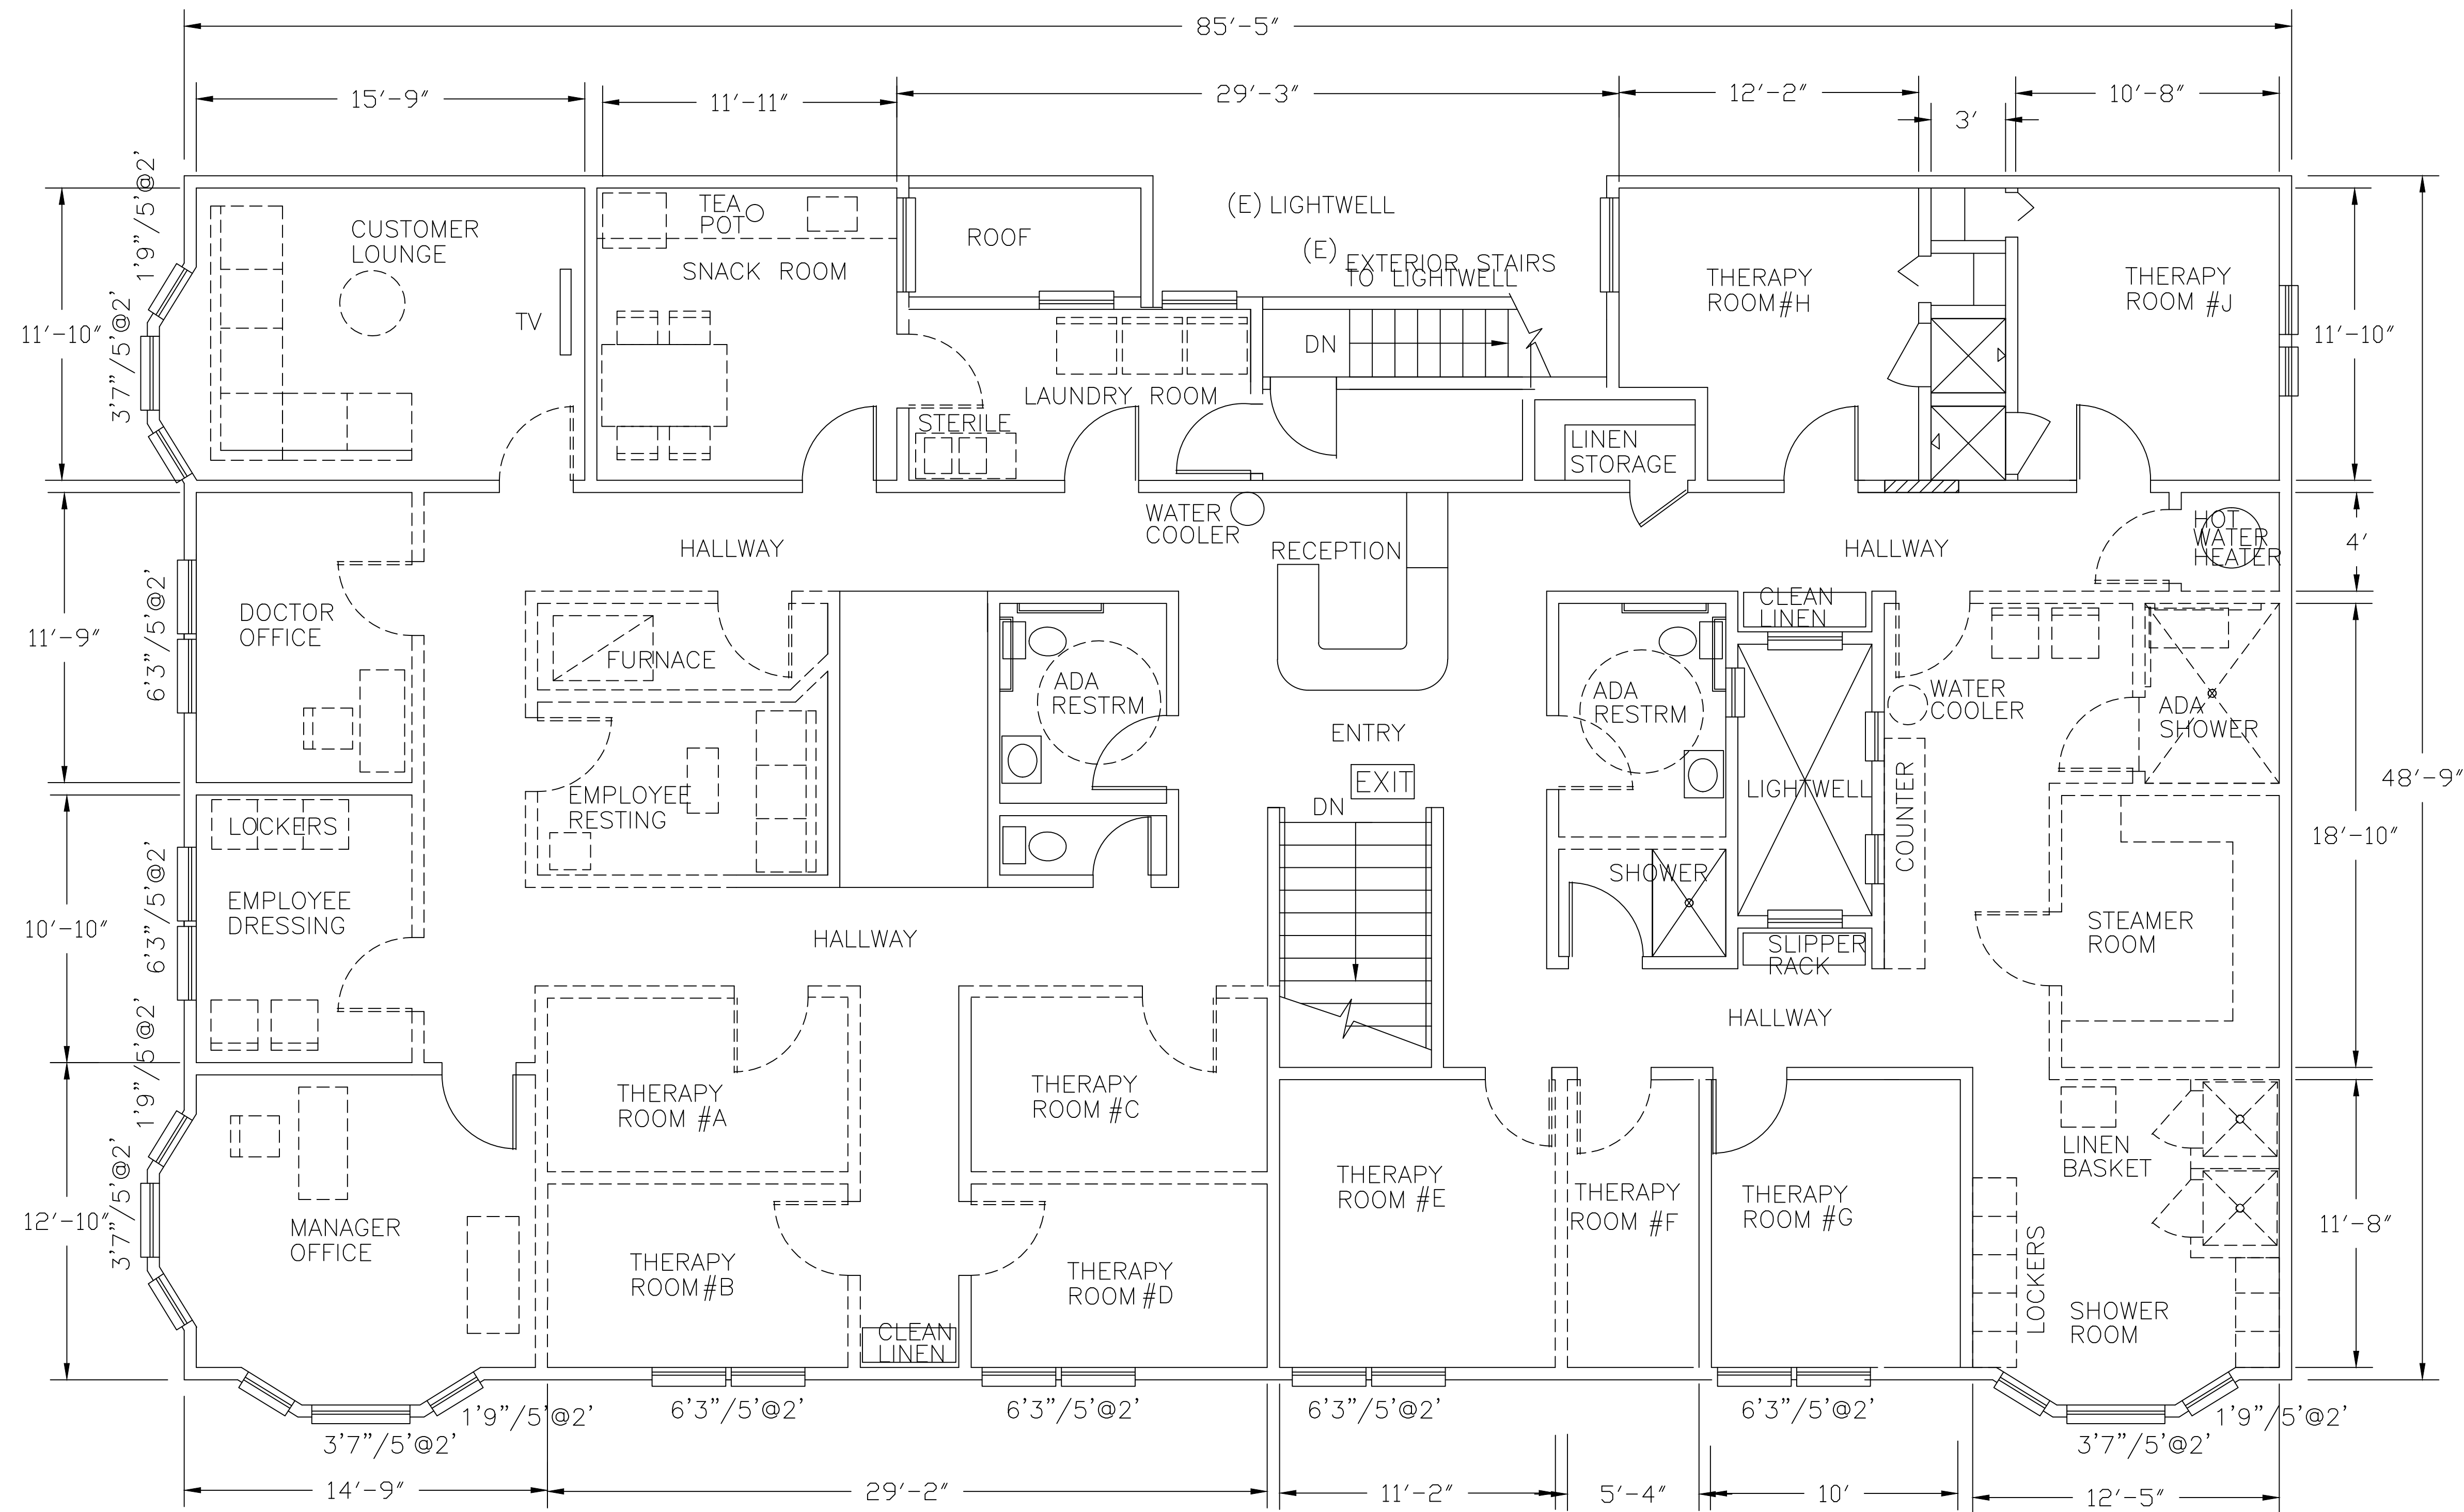 85'-5"
15'-9"
11'-11"
29'-3"
12'-2"
3'
10'-8"
1'9"/5'@2'
3'7"/5'@2'
11'-10"
CUSTOMER
LOUNGE
TV
TEA
POT
SNACK ROOM
ROOF
(E) LIGHTWELL
(E)
EXTERIOR STAIRS
TO LIGHTWELL
DN
LAUNDRY ROOM
STERILE
LINEN
STORAGE
THERAPY
ROOM#H
THERAPY
ROOM #J
11'-10"
11'-9"
6'3"/5'@2'
DOCTOR
OFFICE
HALLWAY
WATER
COOLER
RECEPTION
HALLWAY
HOT
WATER
HEATER
4'
FURNACE
ADA
RESTRM
ENTRY
EXIT
DN
ADA
RESTRM
CLEAN
LINEN
LIGHTWELL
WATER
COOLER
COUNTER
ADA
SHOWER
48'-9"
18'-10"
EMPLOYEE
RESTING
LOCKERS
EMPLOYEE
DRESSING
10'-10"
6'3"/5'@2'
HALLWAY
SHOWER
SLIPPER
RACK
HALLWAY
STEAMER
ROOM
1'9"/5'@2'
3'7"/5'@2'
12'-10"
MANAGER
OFFICE
THERAPY
ROOM #A
THERAPY
ROOM#B
THERAPY
ROOM #C
THERAPY
ROOM#D
CLEAN
LINEN
THERAPY
ROOM #E
THERAPY
ROOM #F
THERAPY
ROOM #G
LINEN
BASKET
LOCKERS
SHOWER
ROOM
11'-8"
1'9"/5'@2'
3'7"/5'@2'
6'3"/5'@2'
6'3"/5'@2'
6'3"/5'@2'
6'3"/5'@2'
1'9"/5'@2'
3'7"/5'@2'
14'-9"
29'-2"
11'-2"
5'-4"
10'
12'-5"